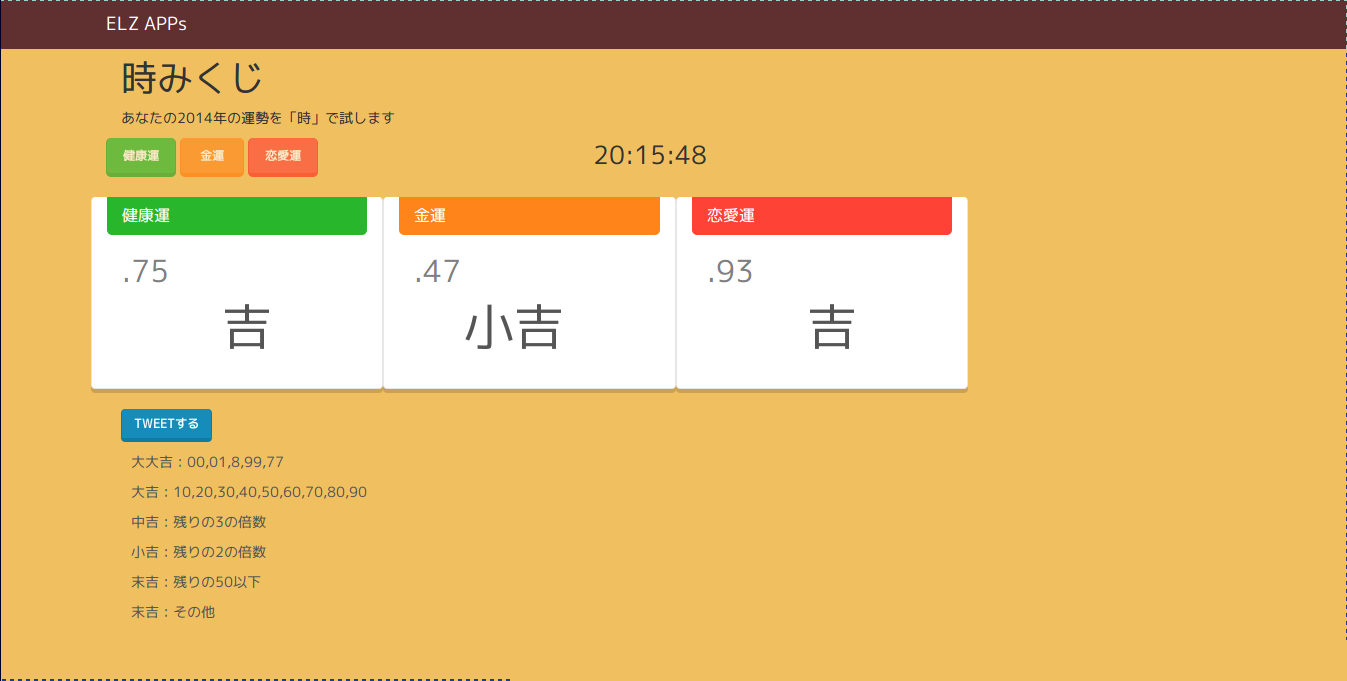 ELZ APPs
時みくじ
あなたの2014年の運勢を「時」で試します
健康運 金運 恋愛運 20:15:48
健康運 金運 恋愛運
.75 .47 .93
吉 小吉 吉
TWEETする
大大吉：00,01,8,99,77
大吉：10,20,30,40,50,60,70,80,90
中吉：残りの3の倍数
小吉：残りの2の倍数
末吉：残りの50以下
末吉：その他